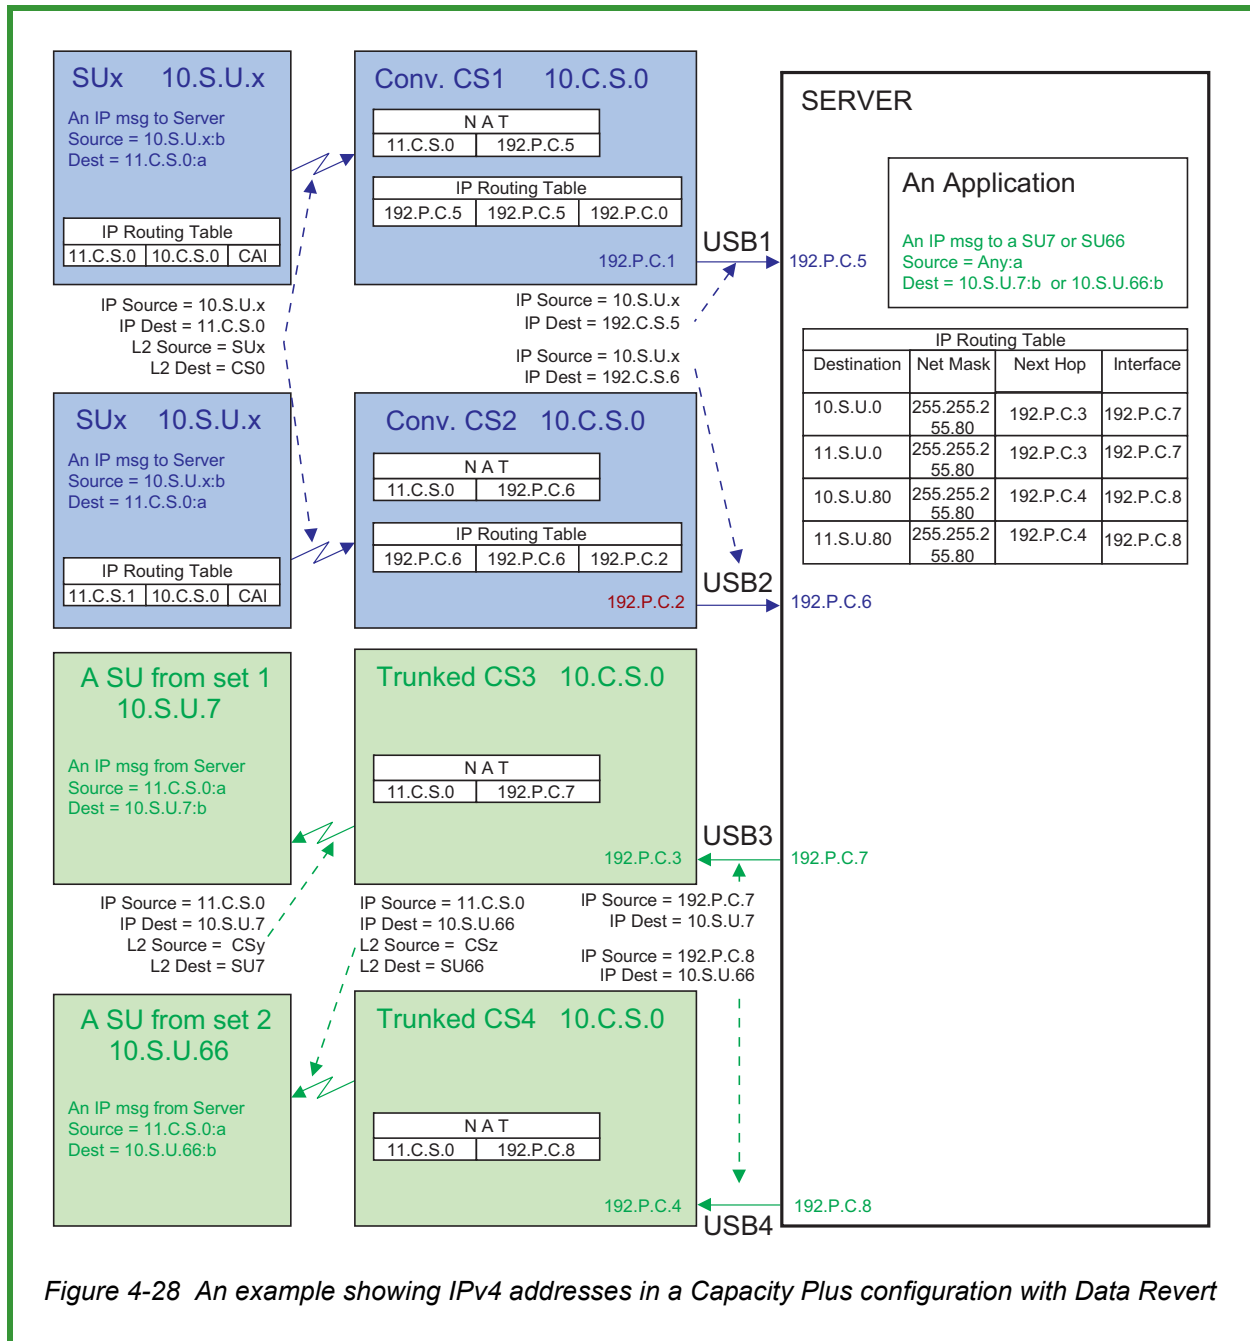 SUx 10.S.U.x
An IP msg to Server
Source = 10.S.U.x:b
Dest = 11.C.S.0:a
IP Routing Table
11.C.S.0 10.C.S.0 CAI
Conv. CS1 10.C.S.0
N A T
11.C.S.0 192.P.C.5
IP Routing Table
192.P.C.5 192.P.C.5 192.P.C.0
192.P.C.1
USB1
192.P.C.5
IP Source = 10.S.U.x
IP Dest = 11.C.S.0
L2 Source = SUx
L2 Dest = CS0
IP Source = 10.S.U.x
IP Dest = 192.C.S.5
IP Source = 10.S.U.x
IP Dest = 192.C.S.6
SUx 10.S.U.x
An IP msg to Server
Source = 10.S.U.x:b
Dest = 11.C.S.0:a
IP Routing Table
11.C.S.1 10.C.S.0 CAI
Conv. CS2 10.C.S.0
N A T
11.C.S.0 192.P.C.6
IP Routing Table
192.P.C.6 192.P.C.6 192.P.C.2
192.P.C.2
USB2
192.P.C.6
SERVER
An Application
An IP msg to a SU7 or SU66
Source = Any:a
Dest = 10.S.U.7:b or 10.S.U.66:b
IP Routing Table
Destination Net Mask Next Hop Interface
10.S.U.0 255.255.2 192.P.C.3 192.P.C.7
55.80
11.S.U.0 255.255.2 192.P.C.3 192.P.C.7
55.80
10.S.U.80 255.255.2 192.P.C.4 192.P.C.8
55.80
11.S.U.80 255.255.2 192.P.C.4 192.P.C.8
55.80
A SU from set 1
10.S.U.7
An IP msg from Server
Source = 11.C.S.0:a
Dest = 10.S.U.7:b
Trunked CS3 10.C.S.0
N A T
11.C.S.0 192.P.C.7
192.P.C.3
USB3
192.P.C.7
IP Source = 11.C.S.0
IP Dest = 10.S.U.7
L2 Source = CSy
L2 Dest = SU7
IP Source = 11.C.S.0
IP Dest = 10.S.U.66
L2 Source = CSz
L2 Dest = SU66
IP Source = 192.P.C.7
IP Dest = 10.S.U.7
IP Source = 192.P.C.8
IP Dest = 10.S.U.66
A SU from set 2
10.S.U.66
An IP msg from Server
Source = 11.C.S.0:a
Dest = 10.S.U.66:b
Trunked CS4 10.C.S.0
N A T
11.C.S.0 192.P.C.8
192.P.C.4
USB4
192.P.C.8
Figure 4-28 An example showing IPv4 addresses in a Capacity Plus configuration with Data Revert